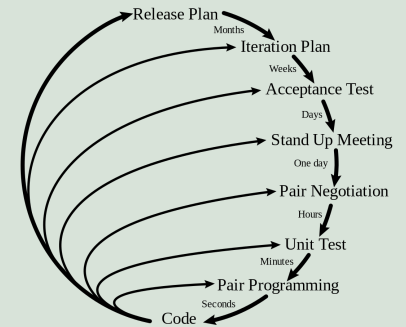 Release Plan
Months
Iteration Plan
Weeks
Acceptance Test
Days
Stand Up Meeting
One day
Pair Negotiation
Hours
Unit Test
Minutes
Pair Programming
Seconds
Code